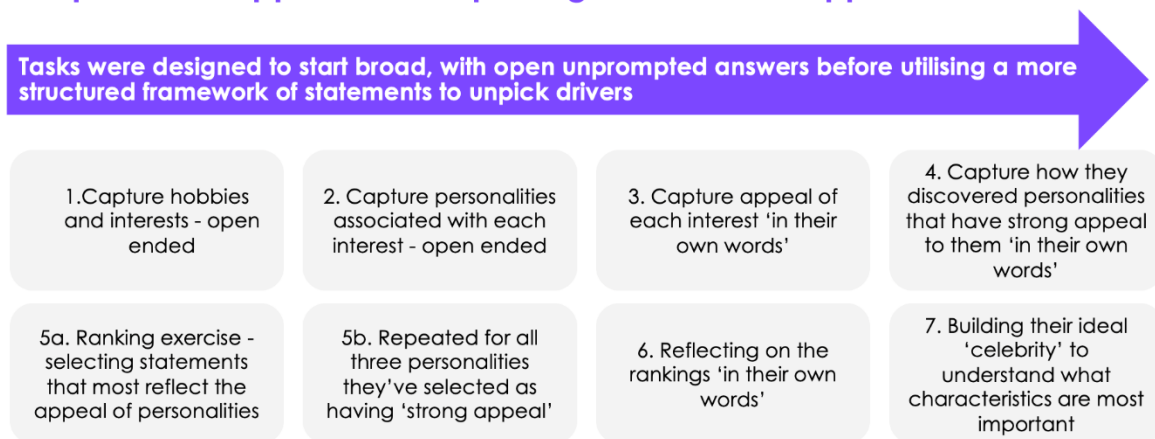 Tasks were designed to start broad, with open unprompted answers before utilising a more
structured framework of statements to unpick drivers
1.Capture hobbies
and interests - open
ended
2. Capture personalities
associated with each
interest - open ended
3. Capture appeal of
each interest ‘in their
own words’
4. Capture how they
discovered personalities
that have strong appeal
to them ‘in their own
words’
5a. Ranking exercise -
selecting statements
that most reflect the
appeal of personalities
5b. Repeated for all
three personalities
they’ve selected as
having ‘strong appeal’
6. Reflecting on the
rankings ‘in their own
words’
7. Building their ideal
‘celebrity’ to
understand what
characteristics are most
important